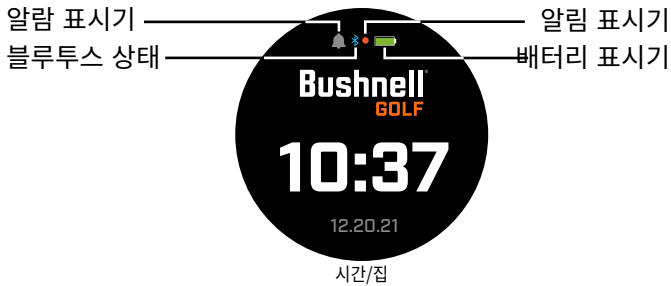 알람 표시기
알림 표시기
블루투스 상태
배터리 표시기
Bushnell
GOLF
10:37
12.20.21
시간/집